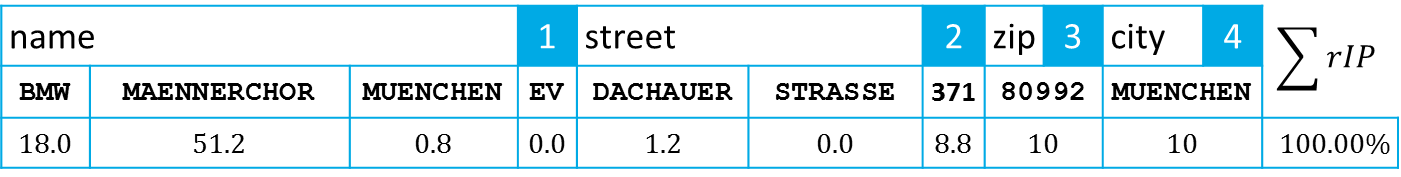 name 1 street 2 zip 3 city 4 ∑ rIP
BMW MAENNERCHOR MUENCHEN EV DACHAUER STRASSE 371 80992 MUENCHEN
18.0 51.2 0.8 0.0 1.2 0.0 8.8 10 10 100.00%